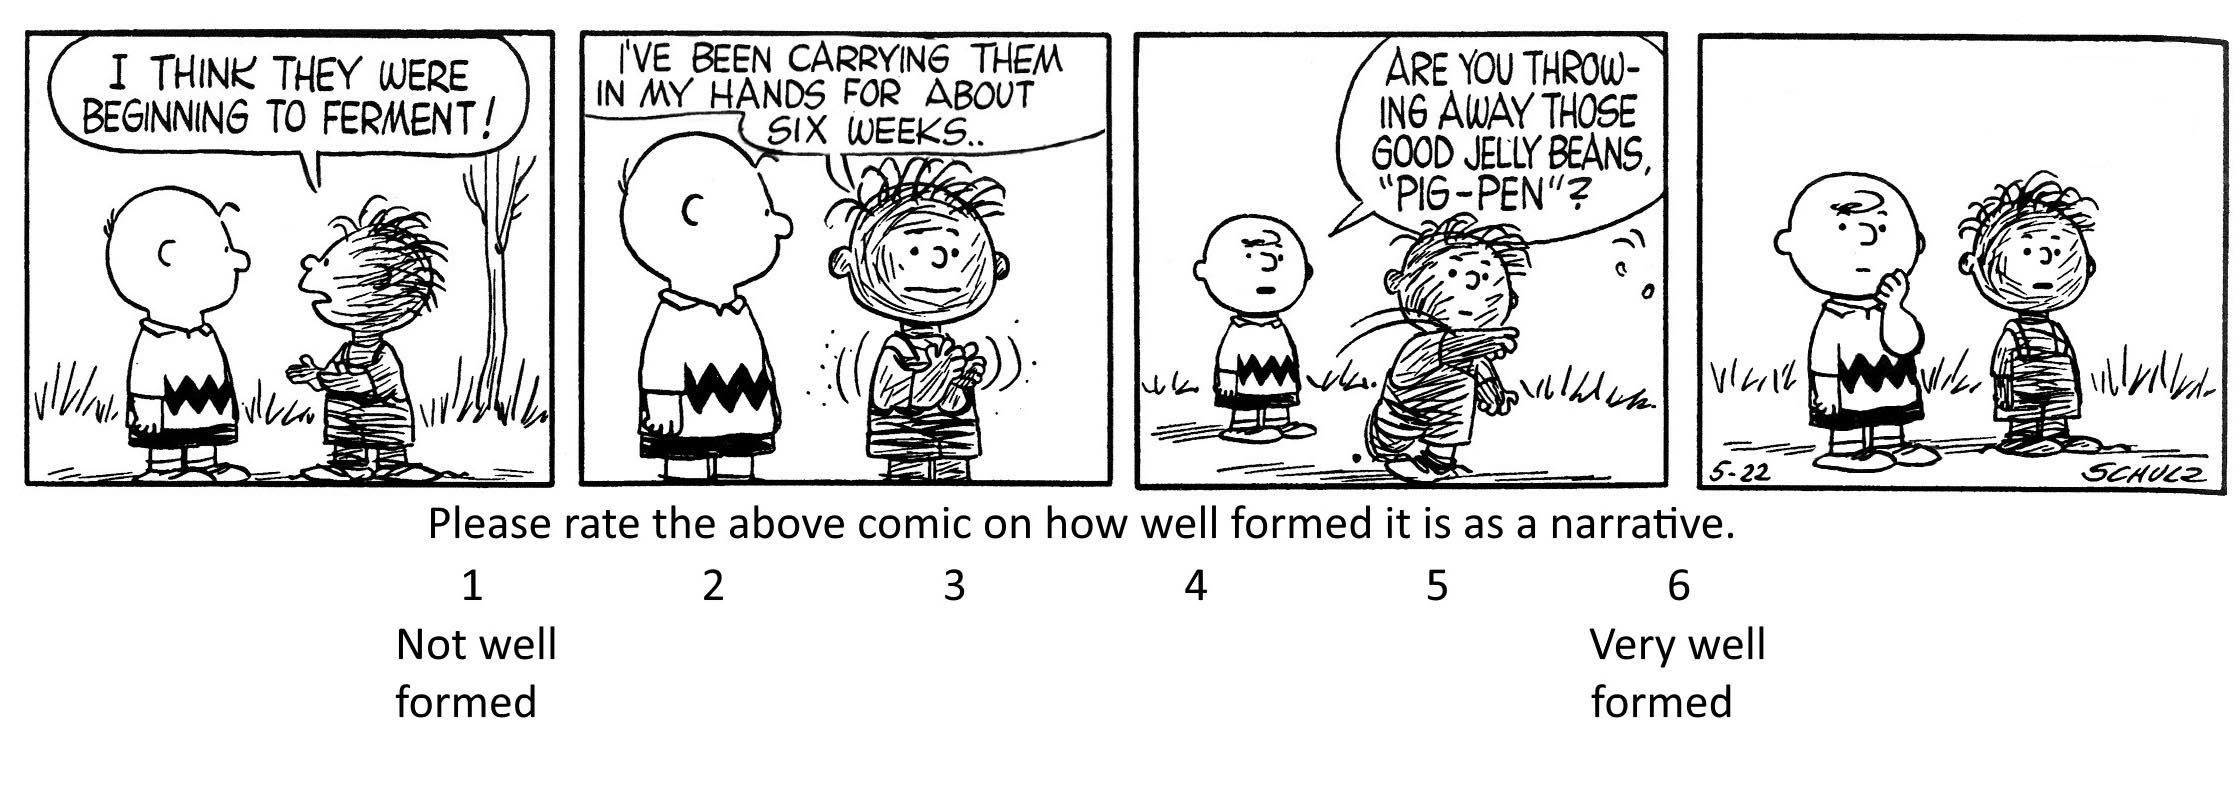 I THINK THEY WERE
BEGINNING TO FERMENT!
I'VE BEEN CARRYING THEM
IN MY HANDS FOR ABOUT
SIX WEEKS..
ARE YOU THROW-
ING AWAY THOSE
GOOD JELLY BEANS,
"PIG-PEN"?
5-22
SCHULZ
Please rate the above comic on how well formed it is as a narrative.
1 2 3 4 5 6
Not well
formed
Very well
formed